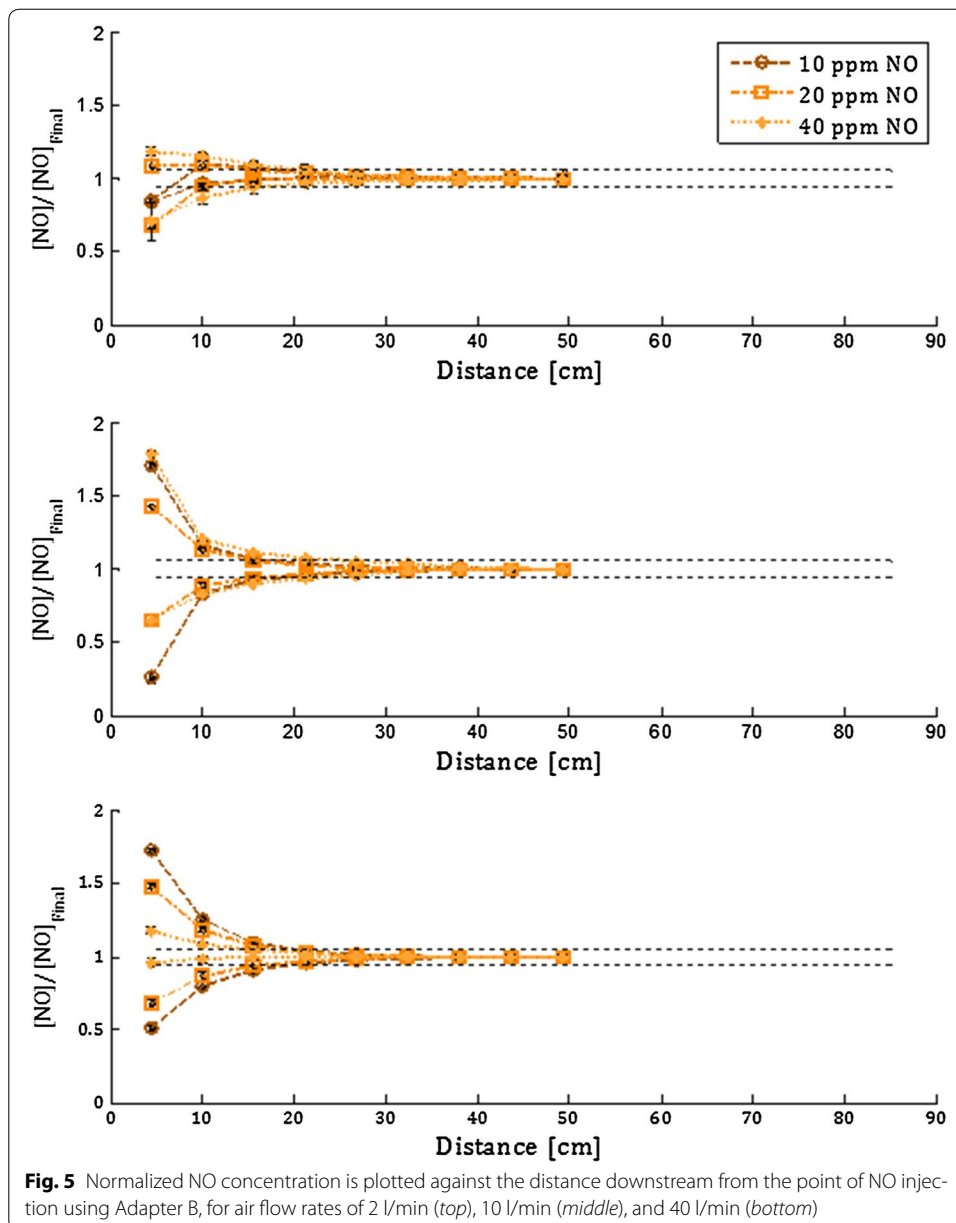 2
1.5
1
0.5
0
[NO]/[NO]final
10 ppm NO
20 ppm NO
40 ppm NO
0 10 20 30 40 50 60 70 80 90
Distance [cm]
2
1.5
1
0.5
0
[NO]/[NO]final
0 10 20 30 40 50 60 70 80 90
Distance [cm]
2
1.5
1
0.5
0
[NO]/[NO]final
0 10 20 30 40 50 60 70 80 90
Distance [cm]
Fig. 5 Normalized NO concentration is plotted against the distance downstream from the point of NO injec-
tion using Adapter B, for air flow rates of 2 l/min (top), 10 l/min (middle), and 40 l/min (bottom)